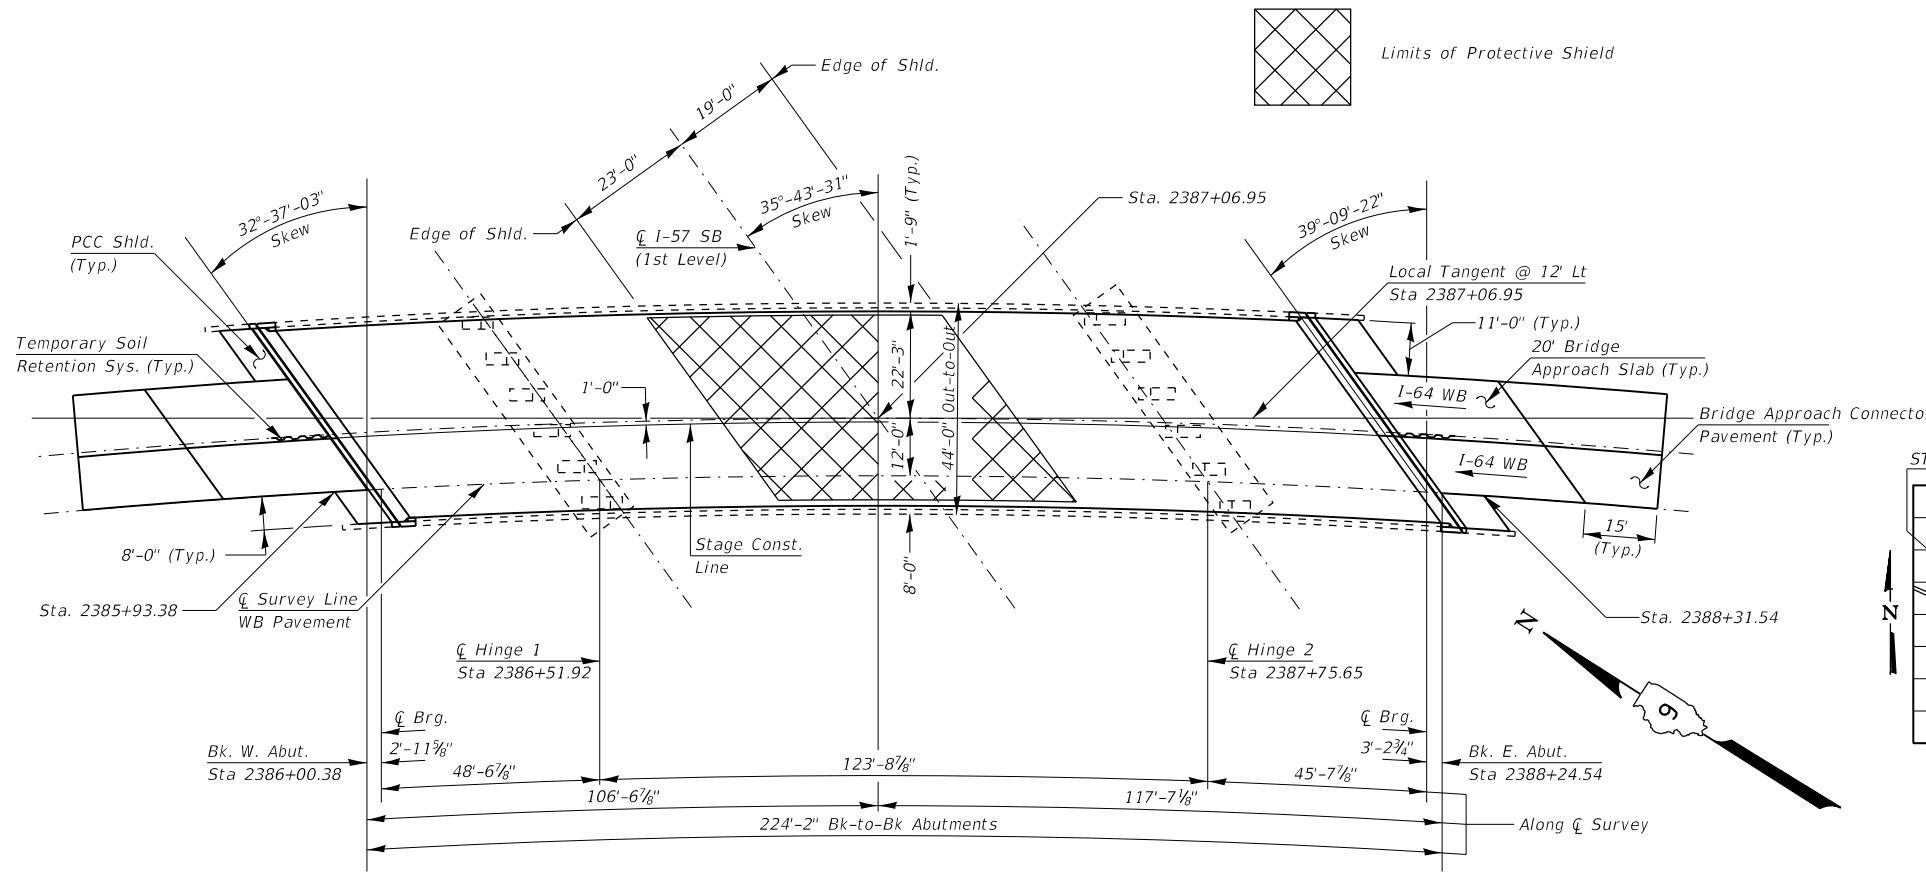 Limits of Protective Shield
Edge of Shld.
19'-0"
23'-0"
35°-43'-31"
Skew
1'-9" (Typ.)
Sta. 2387+06.95
32°-37'-03"
Skew
39°-09'-22"
Skew
PCC Shld.
(Typ.)
Edge of Shld.
℄ I-57 SB
(1st Level)
Local Tangent @ 12' Lt
Sta 2387+06.95
11'-0" (Typ.)
Temporary Soil
Retention Sys. (Typ.)
20' Bridge
Approach Slab (Typ.)
1'-0"
22'-3"
44'-0" Out-to-Out
12'-0"
I-64 WB
Bridge Approach Connecto
Pavement (Typ.)
I-64 WB
ST
15'
(Typ.)
8'-0" (Typ.)
Stage Const.
Line
8'-0"
Sta. 2385+93.38
℄ Survey Line
WB Pavement
Sta. 2388+31.54
N
N
6
℄ Hinge 1
Sta 2386+51.92
℄ Hinge 2
Sta 2387+75.65
℄ Brg.
℄ Brg.
Bk. W. Abut.
Sta 2386+00.38
2'-11⅝"
3'-2¾"
Bk. E. Abut.
Sta 2388+24.54
48'-6⅞"
123'-8⅞"
45'-7⅞"
106'-6⅞"
117'-7⅛"
224'-2" Bk-to-Bk Abutments
Along ℄ Survey